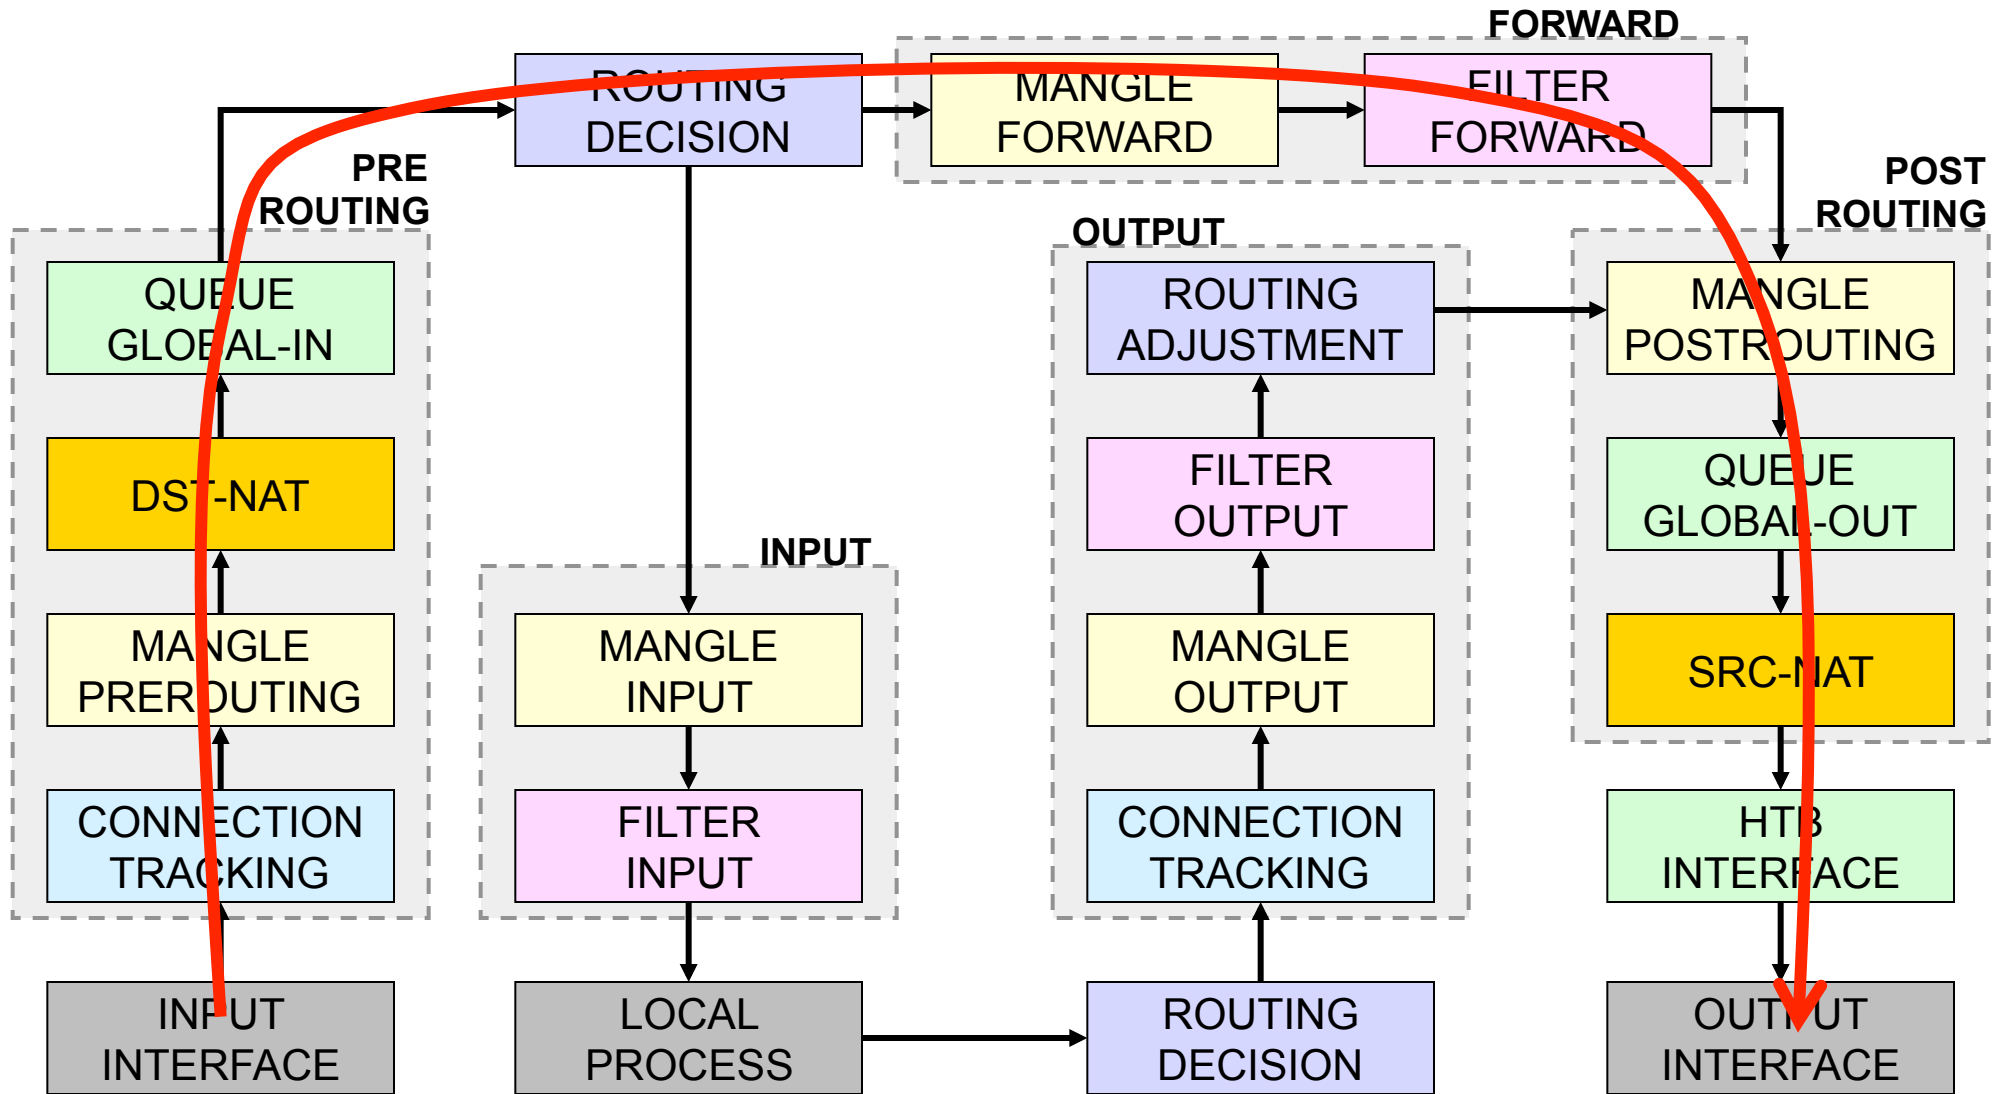 FORWARD
ROUTING
DECISION
MANGLE
FORWARD
FILTER
FORWARD
PRE
ROUTING
POST
ROUTING
OUTPUT
QUEUE
GLOBAL-IN
ROUTING
ADJUSTMENT
MANGLE
POSTROUTING
DST-NAT
FILTER
OUTPUT
QUEUE
GLOBAL-OUT
INPUT
MANGLE
PREROUTING
MANGLE
INPUT
MANGLE
OUTPUT
SRC-NAT
CONNECTION
TRACKING
FILTER
INPUT
CONNECTION
TRACKING
HTB
INTERFACE
INPUT
INTERFACE
LOCAL
PROCESS
ROUTING
DECISION
OUTPUT
INTERFACE